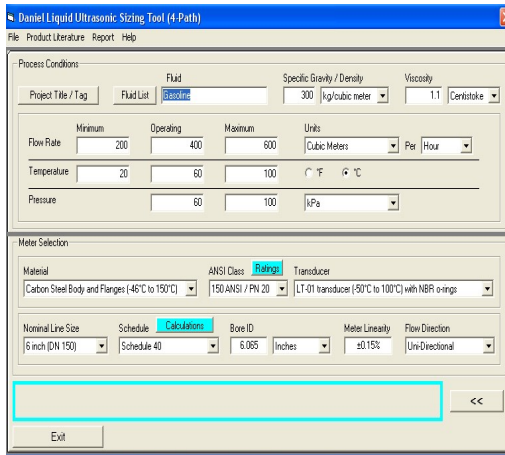 Daniel Liquid Ultrasonic Sizing Tool (4-Path)
File Product Literature Report Help
Process Conditions
Fluid Specific Gravity / Density Viscosity
Project Title / Tag Fluid List Gasoline 300 kg/cubic meter 1.1 Centistoke
Minimum Operating Maximum Units
Flow Rate 200 400 600 Cubic Meters Per Hour
Temperature 20 60 100 °F °C
Pressure 60 100 kPa
Meter Selection
Material ANSI Class Ratings Transducer
Carbon Steel Body and Flanges (-46°C to 150°C) 150 ANSI / PN 20 LT-01 transducer (-50°C to 100°C) with NBR o-rings
Nominal Line Size Schedule Calculations Bore ID Meter Linearity Flow Direction
6 inch (DN 150) Schedule 40 6.065 Inches ±0.15% Uni-Directional
<<
Exit